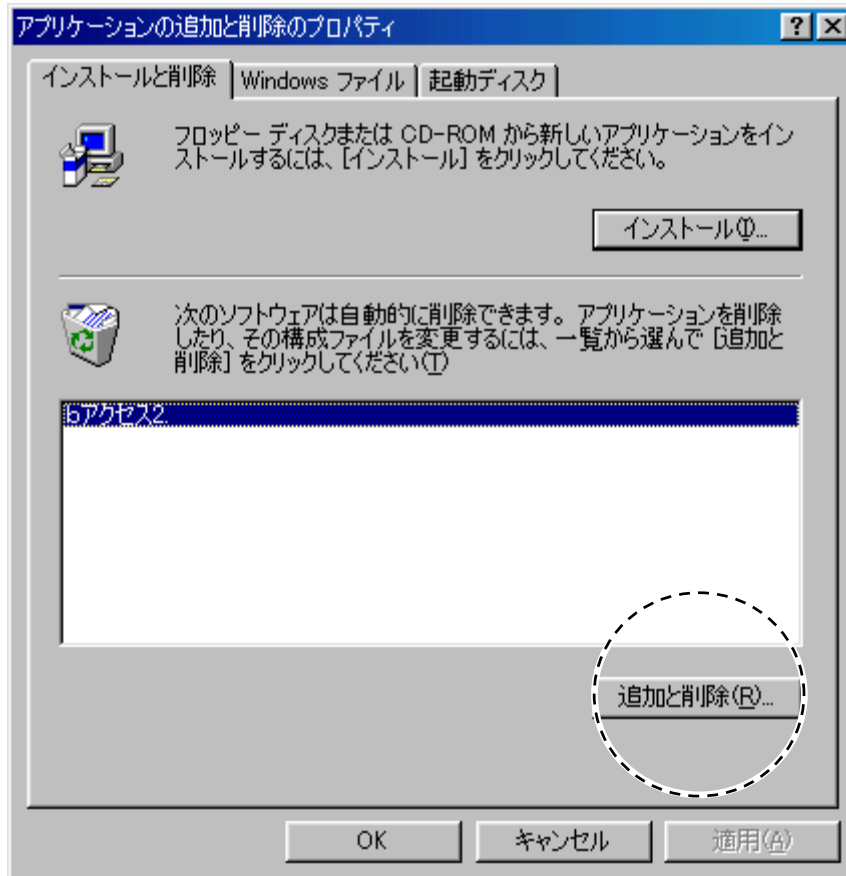 アプリケーションの追加と削除のプロパティ
インストールと削除 Windows ファイル 起動ディスク
フロッピー ディスクまたは CD-ROM から新しいアプリケーションをイン
ストールするには、[インストール] をクリックしてください。
インストール(I)...
次のソフトウェアは自動的に削除できます。アプリケーションを削除
したり、その構成ファイルを変更するには、一覧から選んで [追加と
削除] をクリックしてください(T)
bアクセス2.
追加と削除(R)...
OK キャンセル 適用(A)